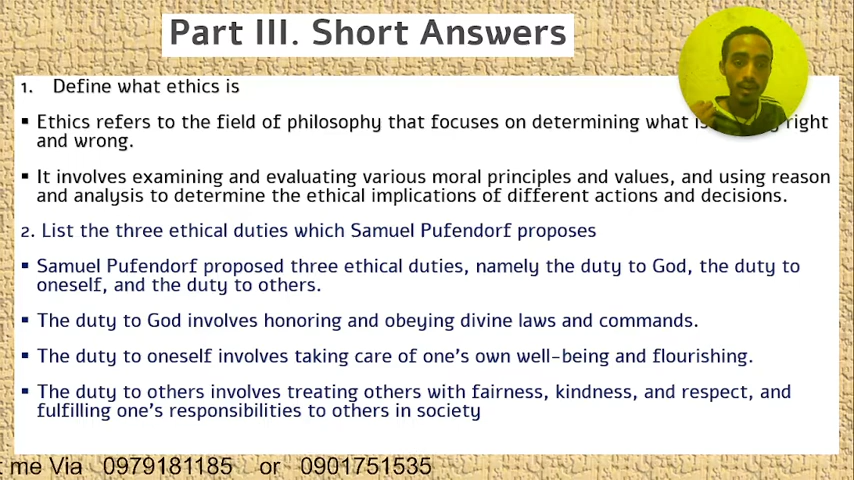 Part III. Short Answers
1. Define what ethics is
▪ Ethics refers to the field of philosophy that focuses on determining what is right
and wrong.
▪ It involves examining and evaluating various moral principles and values, and using reason
and analysis to determine the ethical implications of different actions and decisions.
2. List the three ethical duties which Samuel Pufendorf proposes
▪ Samuel Pufendorf proposed three ethical duties, namely the duty to God, the duty to
oneself, and the duty to others.
▪ The duty to God involves honoring and obeying divine laws and commands.
▪ The duty to oneself involves taking care of one's own well-being and flourishing.
▪ The duty to others involves treating others with fairness, kindness, and respect, and
fulfilling one's responsibilities to others in society
me Via 0979181185 or 0901751535